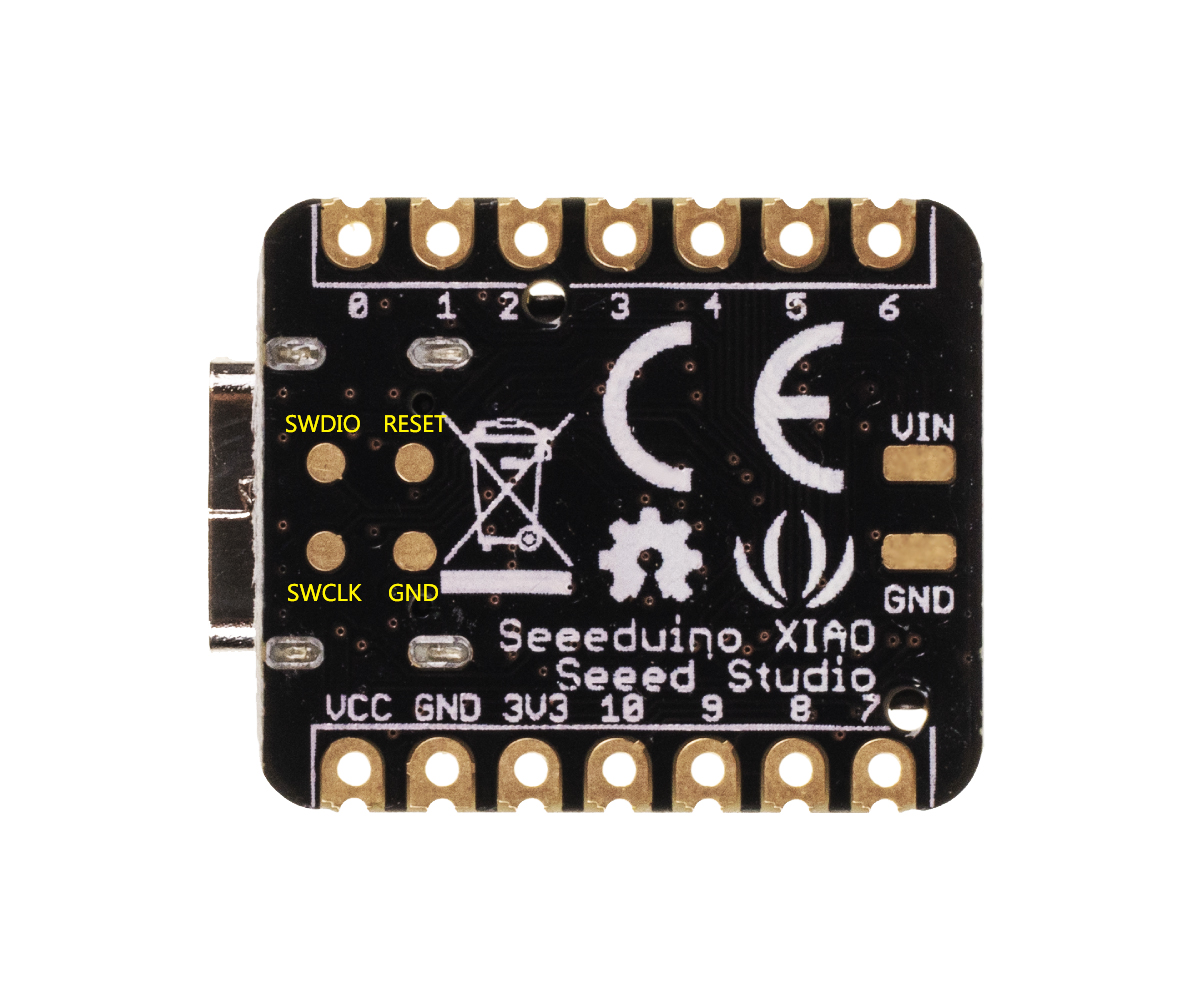 0 1 2 3 4 5 6
CE
SWDIO RESET
VIN
SWCLK GND
GND
Seeeduino XIAO
Seeed Studio
VCC GND 3V3 10 9 8 7